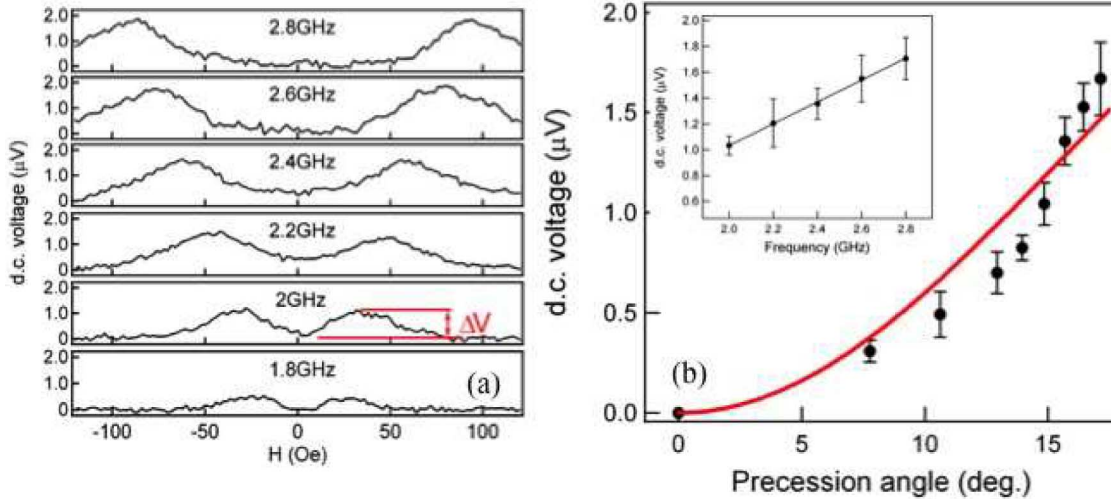 2.8GHz
2.0
1.0
0
2.6GHz
2.0
1.0
0
2.4GHz
2.0
1.0
0
2.2GHz
2.0
1.0
0
2GHz
2.0
1.0
0
ΔV
1.8GHz
2.0
1.0
0
(a)
d.c. voltage (μV)
-100 -50 0 50 100
H (Oe)
2.0
1.5
1.0
0.5
0.0
d.c. voltage (μV)
2.0
1.8
1.6
1.4
1.2
1.0
0.8
0.6
d.c. voltage (μV)
2.0 2.2 2.4 2.6 2.8
Frequency (GHz)
(b)
0 5 10 15
Precession angle (deg.)